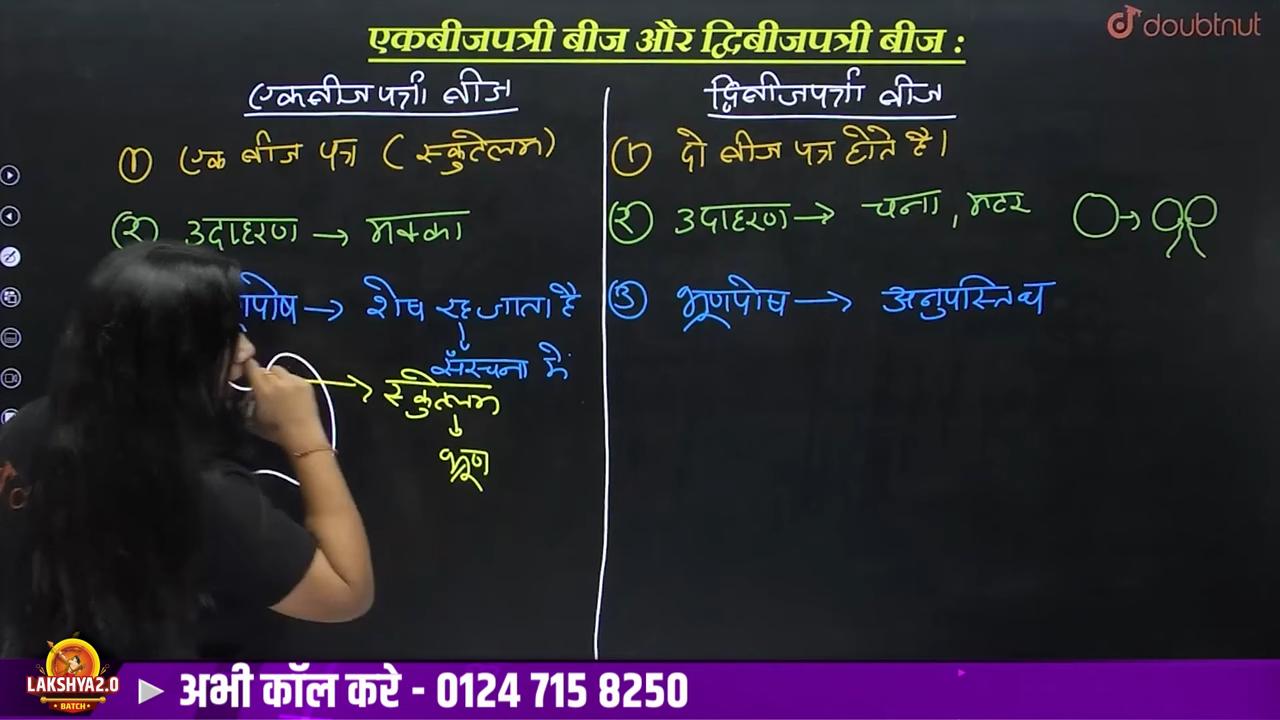 doubtnut
एकबीजपत्री बीज और द्विबीजपत्री बीज :
एकबीजपत्री बीज
① एक बीज पत्र ( स्कुटेलम)
② उदाहरण → मक्का
पोष → शेष रह जाता है
संरचना में
स्कुटेलम
भ्रूण
द्विबीजपत्री बीज
① दो बीज पत्र होते है।
② उदाहरण → चना, मटर
③ भ्रूणपोष → अनुपस्तिथ
LAKSHYA2.0
BATCH
अभी कॉल करे - 0124 715 8250